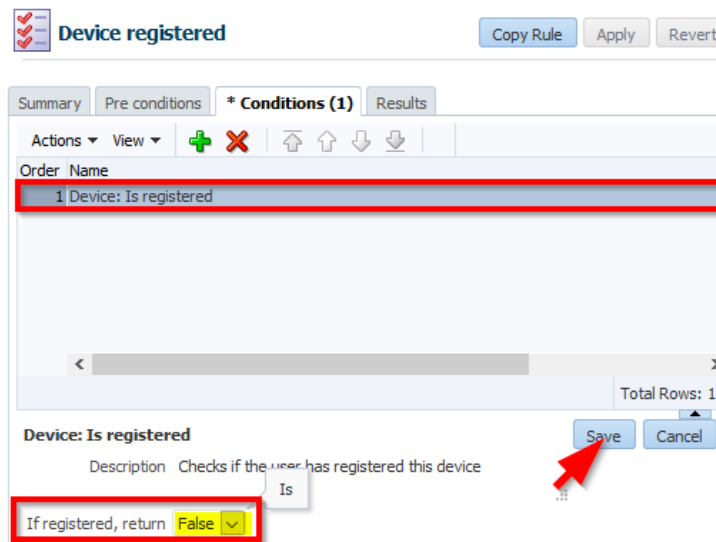 Device registered
Copy Rule Apply Revert
Summary Pre conditions * Conditions (1) Results
Actions View
Order Name
1 Device: Is registered
Total Rows: 1
Device: Is registered Save Cancel
Description Checks if the user has registered this device
Is
If registered, return False